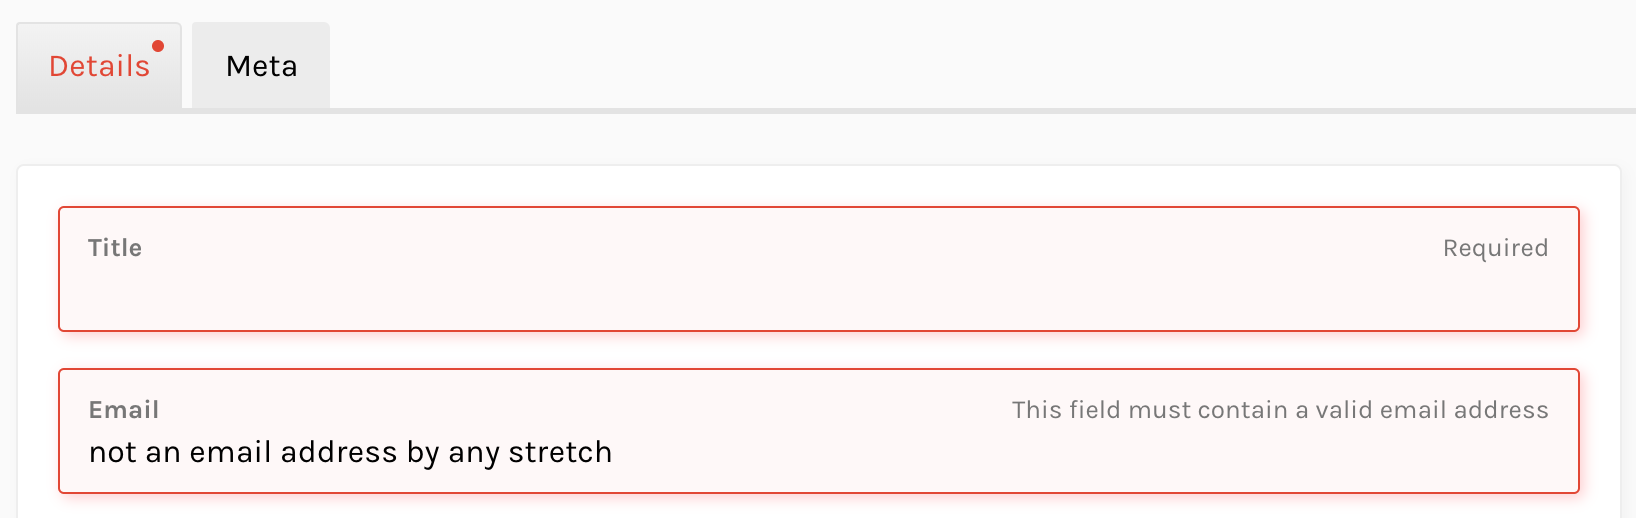 Details
Meta
Title
Required
Email
This field must contain a valid email address
not an email address by any stretch